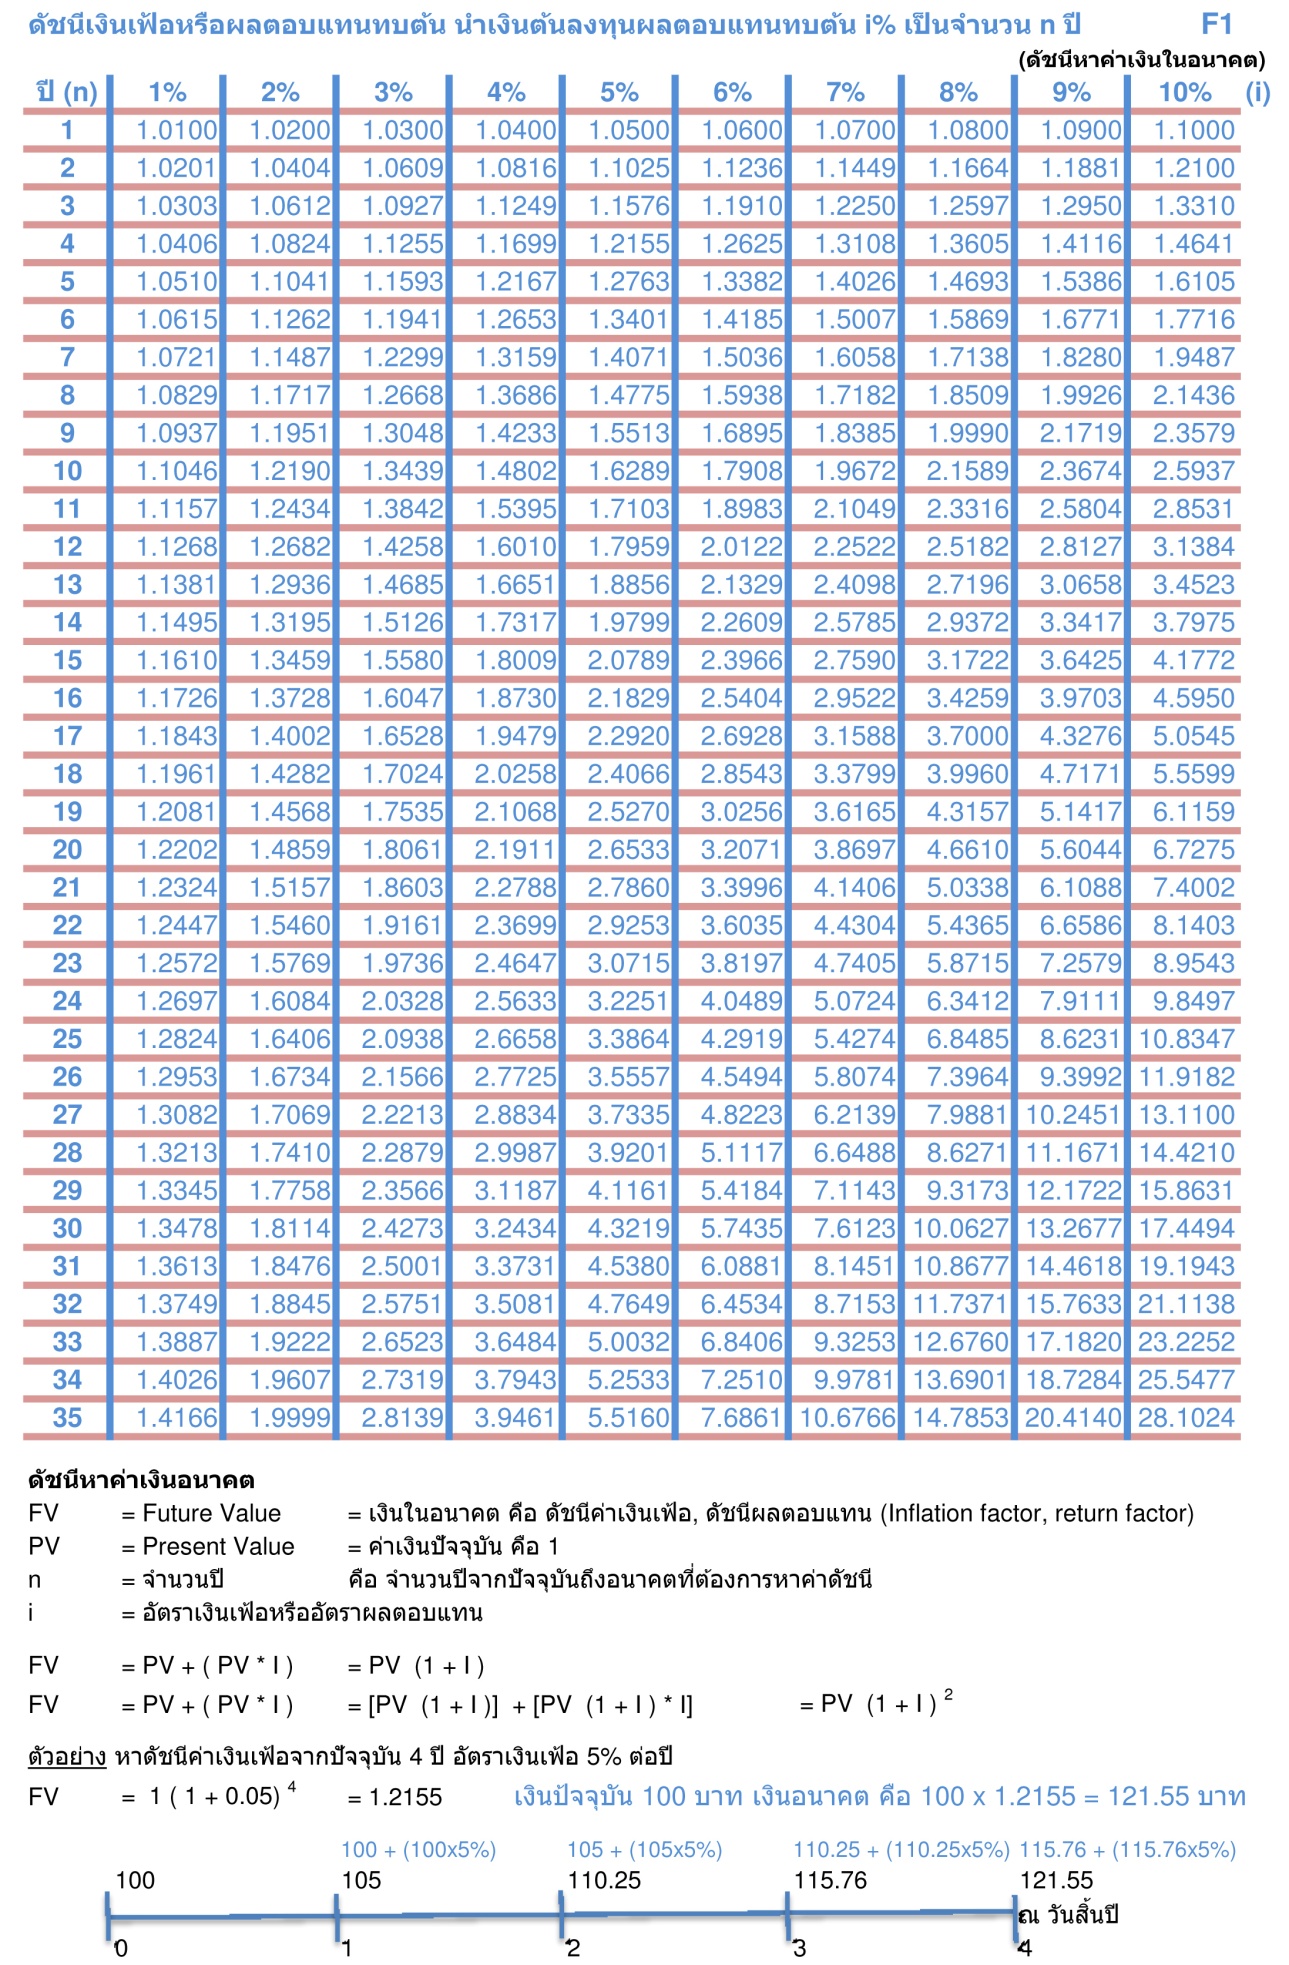 ดัชนีเงินเฟ้อหรือผลตอบแทนทบต้น นำเงินต้นลงทุนผลตอบแทนทบต้น i% เป็นจำนวน n ปี F1
(ดัชนีหาค่าเงินในอนาคต)
ปี (n) 1% 2% 3% 4% 5% 6% 7% 8% 9% 10% (i)
1 1.0100 1.0200 1.0300 1.0400 1.0500 1.0600 1.0700 1.0800 1.0900 1.1000
2 1.0201 1.0404 1.0609 1.0816 1.1025 1.1236 1.1449 1.1664 1.1881 1.2100
3 1.0303 1.0612 1.0927 1.1249 1.1576 1.1910 1.2250 1.2597 1.2950 1.3310
4 1.0406 1.0824 1.1255 1.1699 1.2155 1.2625 1.3108 1.3605 1.4116 1.4641
5 1.0510 1.1041 1.1593 1.2167 1.2763 1.3382 1.4026 1.4693 1.5386 1.6105
6 1.0615 1.1262 1.1941 1.2653 1.3401 1.4185 1.5007 1.5869 1.6771 1.7716
7 1.0721 1.1487 1.2299 1.3159 1.4071 1.5036 1.6058 1.7138 1.8280 1.9487
8 1.0829 1.1717 1.2668 1.3686 1.4775 1.5938 1.7182 1.8509 1.9926 2.1436
9 1.0937 1.1951 1.3048 1.4233 1.5513 1.6895 1.8385 1.9990 2.1719 2.3579
10 1.1046 1.2190 1.3439 1.4802 1.6289 1.7908 1.9672 2.1589 2.3674 2.5937
11 1.1157 1.2434 1.3842 1.5395 1.7103 1.8983 2.1049 2.3316 2.5804 2.8531
12 1.1268 1.2682 1.4258 1.6010 1.7959 2.0122 2.2522 2.5182 2.8127 3.1384
13 1.1381 1.2936 1.4685 1.6651 1.8856 2.1329 2.4098 2.7196 3.0658 3.4523
14 1.1495 1.3195 1.5126 1.7317 1.9799 2.2609 2.5785 2.9372 3.3417 3.7975
15 1.1610 1.3459 1.5580 1.8009 2.0789 2.3966 2.7590 3.1722 3.6425 4.1772
16 1.1726 1.3728 1.6047 1.8730 2.1829 2.5404 2.9522 3.4259 3.9703 4.5950
17 1.1843 1.4002 1.6528 1.9479 2.2920 2.6928 3.1588 3.7000 4.3276 5.0545
18 1.1961 1.4282 1.7024 2.0258 2.4066 2.8543 3.3799 3.9960 4.7171 5.5599
19 1.2081 1.4568 1.7535 2.1068 2.5270 3.0256 3.6165 4.3157 5.1417 6.1159
20 1.2202 1.4859 1.8061 2.1911 2.6533 3.2071 3.8697 4.6610 5.6044 6.7275
21 1.2324 1.5157 1.8603 2.2788 2.7860 3.3996 4.1406 5.0338 6.1088 7.4002
22 1.2447 1.5460 1.9161 2.3699 2.9253 3.6035 4.4304 5.4365 6.6586 8.1403
23 1.2572 1.5769 1.9736 2.4647 3.0715 3.8197 4.7405 5.8715 7.2579 8.9543
24 1.2697 1.6084 2.0328 2.5633 3.2251 4.0489 5.0724 6.3412 7.9111 9.8497
25 1.2824 1.6406 2.0938 2.6658 3.3864 4.2919 5.4274 6.8485 8.6231 10.8347
26 1.2953 1.6734 2.1566 2.7725 3.5557 4.5494 5.8074 7.3964 9.3992 11.9182
27 1.3082 1.7069 2.2213 2.8834 3.7335 4.8223 6.2139 7.9881 10.2451 13.1100
28 1.3213 1.7410 2.2879 2.9987 3.9201 5.1117 6.6488 8.6271 11.1671 14.4210
29 1.3345 1.7758 2.3566 3.1187 4.1161 5.4184 7.1143 9.3173 12.1722 15.8631
30 1.3478 1.8114 2.4273 3.2434 4.3219 5.7435 7.6123 10.0627 13.2677 17.4494
31 1.3613 1.8476 2.5001 3.3731 4.5380 6.0881 8.1451 10.8677 14.4618 19.1943
32 1.3749 1.8845 2.5751 3.5081 4.7649 6.4534 8.7153 11.7371 15.7633 21.1138
33 1.3887 1.9222 2.6523 3.6484 5.0032 6.8406 9.3253 12.6760 17.1820 23.2252
34 1.4026 1.9607 2.7319 3.7943 5.2533 7.2510 9.9781 13.6901 18.7284 25.5477
35 1.4166 1.9999 2.8139 3.9461 5.5160 7.6861 10.6766 14.7853 20.4140 28.1024
ดัชนีหาค่าเงินอนาคต
FV = Future Value = เงินในอนาคต คือ ดัชนีค่าเงินเฟ้อ, ดัชนีผลตอบแทน (Inflation factor, return factor)
PV = Present Value = ค่าเงินปัจจุบัน คือ 1
n = จำนวนปี คือ จำนวนปีจากปัจจุบันถึงอนาคตที่ต้องการหาค่าดัชนี
i = อัตราเงินเฟ้อหรืออัตราผลตอบแทน
FV = PV + ( PV * I ) = PV (1 + I )
FV = PV + ( PV * I ) = [PV (1 + I )] + [PV (1 + I ) * I] = PV (1 + I ) 2
ตัวอย่าง หาดัชนีค่าเงินเฟ้อจากปัจจุบัน 4 ปี อัตราเงินเฟ้อ 5% ต่อปี
FV = 1 ( 1 + 0.05) 4 = 1.2155 เงินปัจจุบัน 100 บาท เงินอนาคต คือ 100 x 1.2155 = 121.55 บาท
100 + (100x5%) 105 + (105x5%) 110.25 + (110.25x5%) 115.76 + (115.76x5%)
100 105 110.25 115.76 121.55
ณ วันสิ้นปี
0 1 2 3 4